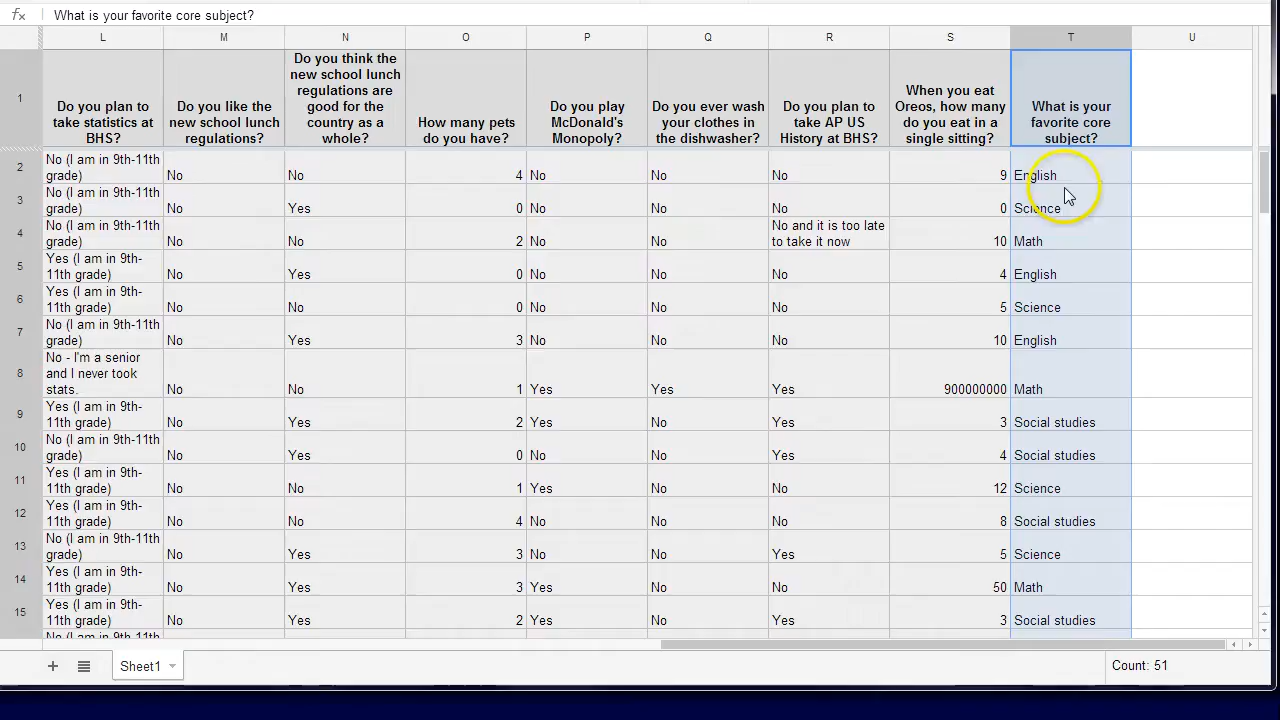 fx What is your favorite core subject?
L M N O P Q R S T U
1
Do you plan to
take statistics at
BHS?
Do you like the
new school lunch
regulations?
Do you think the
new school lunch
regulations are
good for the
country as a
whole?
How many pets
do you have?
Do you play
McDonald's
Monopoly?
Do you ever wash
your clothes in
the dishwasher?
Do you plan to
take AP US
History at BHS?
When you eat
Oreos, how many
do you eat in a
single sitting?
What is your
favorite core
subject?
No (I am in 9th-11th
2 grade) No No 4 No No No 9 English
No (I am in 9th-11th
3 grade) No Yes 0 No No No 0 Science
No (I am in 9th-11th No and it is too late
4 grade) No No 2 No No to take it now 10 Math
Yes (I am in 9th-
5 11th grade) No Yes 0 No No No 4 English
Yes (I am in 9th-
6 11th grade) No No 0 No No No 5 Science
No (I am in 9th-11th
7 grade) No Yes 3 No No No 10 English
No - I'm a senior
and I never took
8 stats. No No 1 Yes Yes Yes 900000000 Math
Yes (I am in 9th-
9 11th grade) No Yes 2 Yes No Yes 3 Social studies
No (I am in 9th-11th
10 grade) No Yes 0 No No Yes 4 Social studies
Yes (I am in 9th-
11 11th grade) No No 1 Yes No No 12 Science
Yes (I am in 9th-
12 11th grade) No No 4 No No No 8 Social studies
No (I am in 9th-11th
13 grade) No Yes 3 No No Yes 5 Science
Yes (I am in 9th-
14 11th grade) No Yes 3 Yes No No 50 Math
Yes (I am in 9th-
15 11th grade) No Yes 2 Yes No Yes 3 Social studies
No (I am in 9th-11th
+ Sheet1 Count: 51